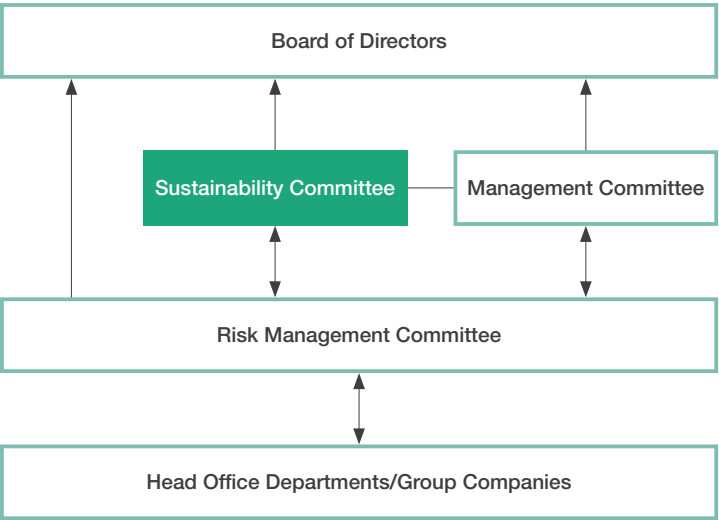 Board of Directors
Sustainability Committee
Management Committee
Risk Management Committee
Head Office Departments/Group Companies